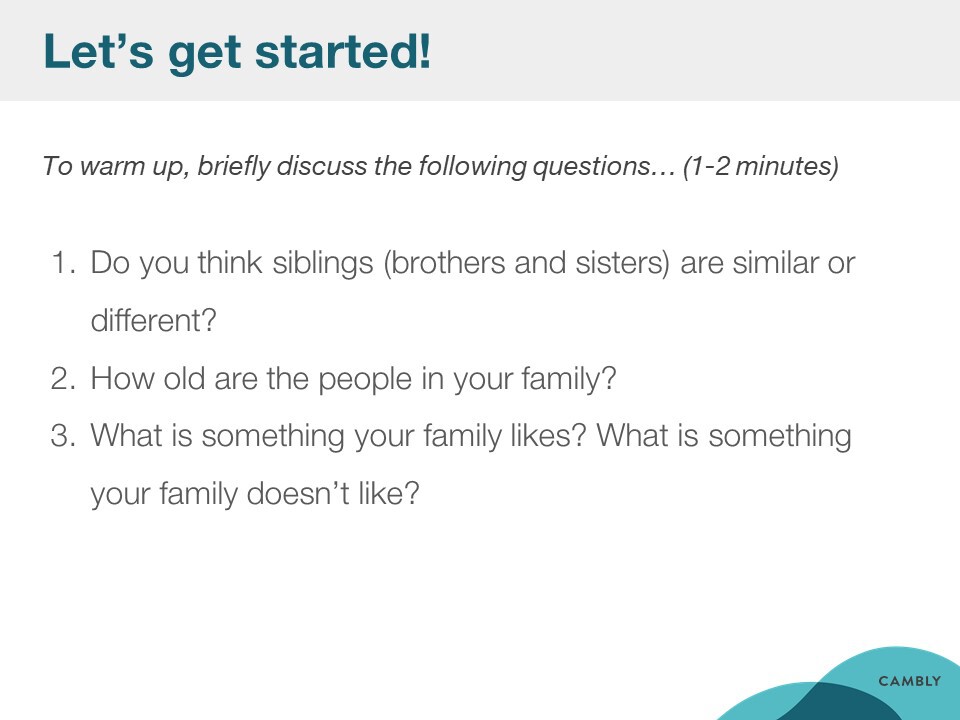 Let’s get started!
To warm up, briefly discuss the following questions… (1-2 minutes)
1. Do you think siblings (brothers and sisters) are similar or
different?
2. How old are the people in your family?
3. What is something your family likes? What is something
your family doesn’t like?
CAMBLY